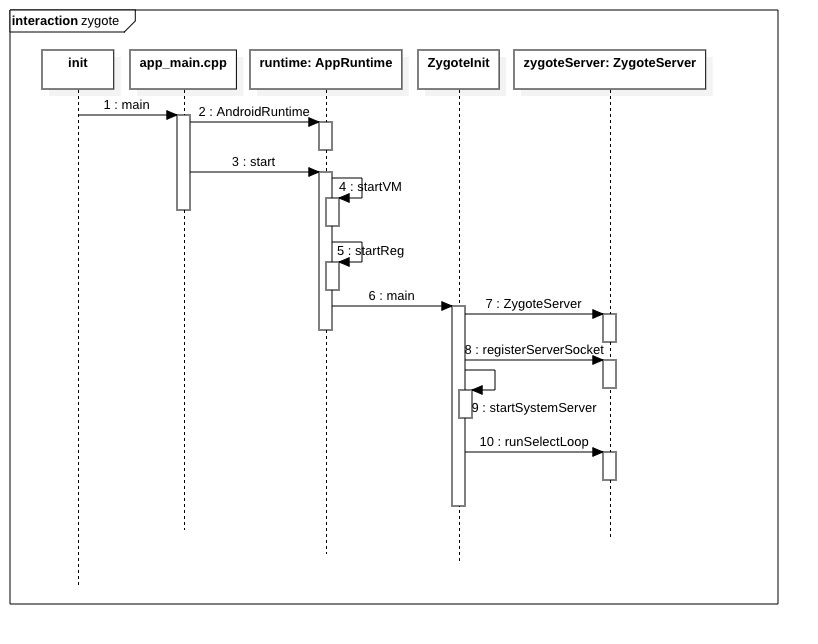 interaction zygote
init
app_main.cpp
runtime: AppRuntime
ZygoteInit
zygoteServer: ZygoteServer
1 : main
2 : AndroidRuntime
3 : start
4 : startVM
5 : startReg
6 : main
7 : ZygoteServer
8 : registerServerSocket
9 : startSystemServer
10 : runSelectLoop